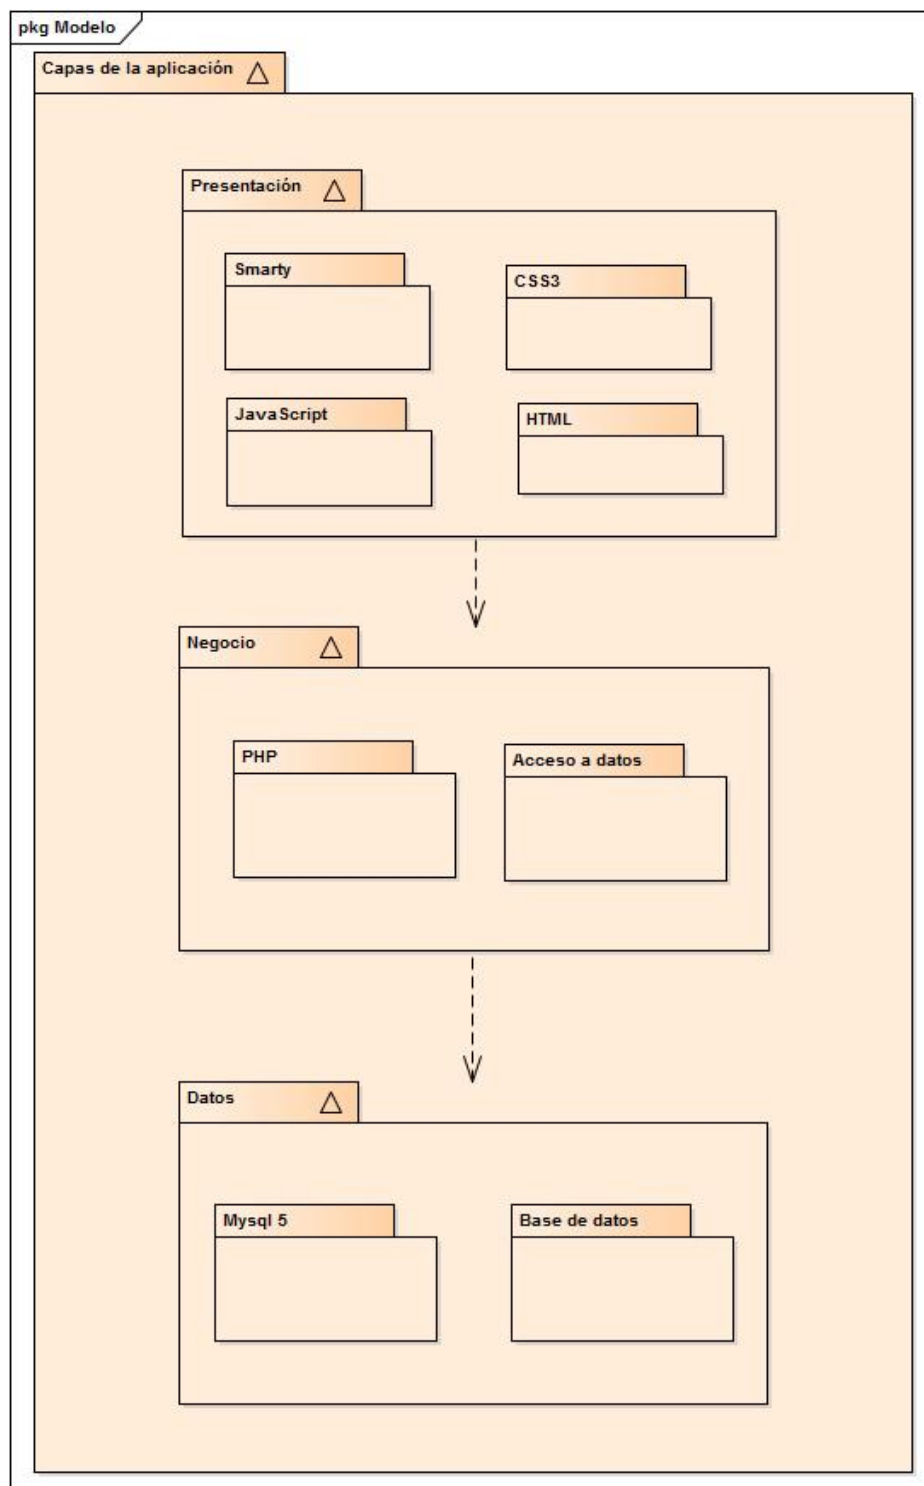 pkg Modelo
Capas de la aplicación
Presentación
Smarty
CSS3
JavaScript
HTML
Negocio
PHP
Acceso a datos
Datos
Mysql 5
Base de datos